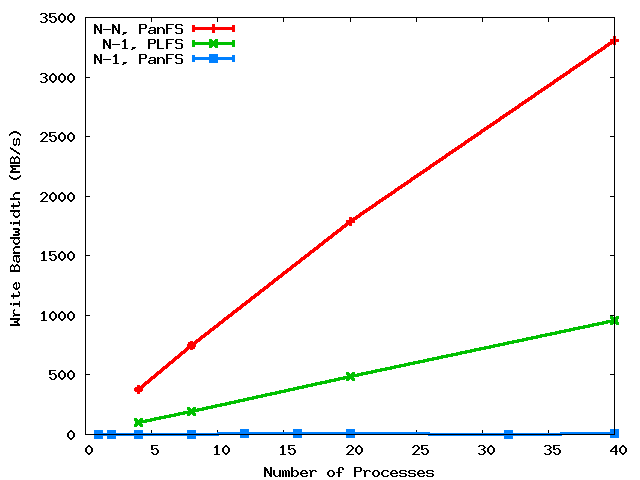 3500
3000
2500
2000
1500
1000
500
0
Write Bandwidth (MB/s)
N-N, PanFS
N-1, PLFS
N-1, PanFS
0 5 10 15 20 25 30 35 40
Number of Processes